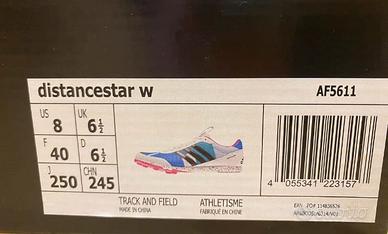 distancestar w
AF5611
US 8 UK 6½
F 40 D 6½
J 250 CHN 245
TRACK AND FIELD
MADE IN CHINA
ATHLETISME
FABRIQUÉ EN CHINE
4 055341 223157
EAN